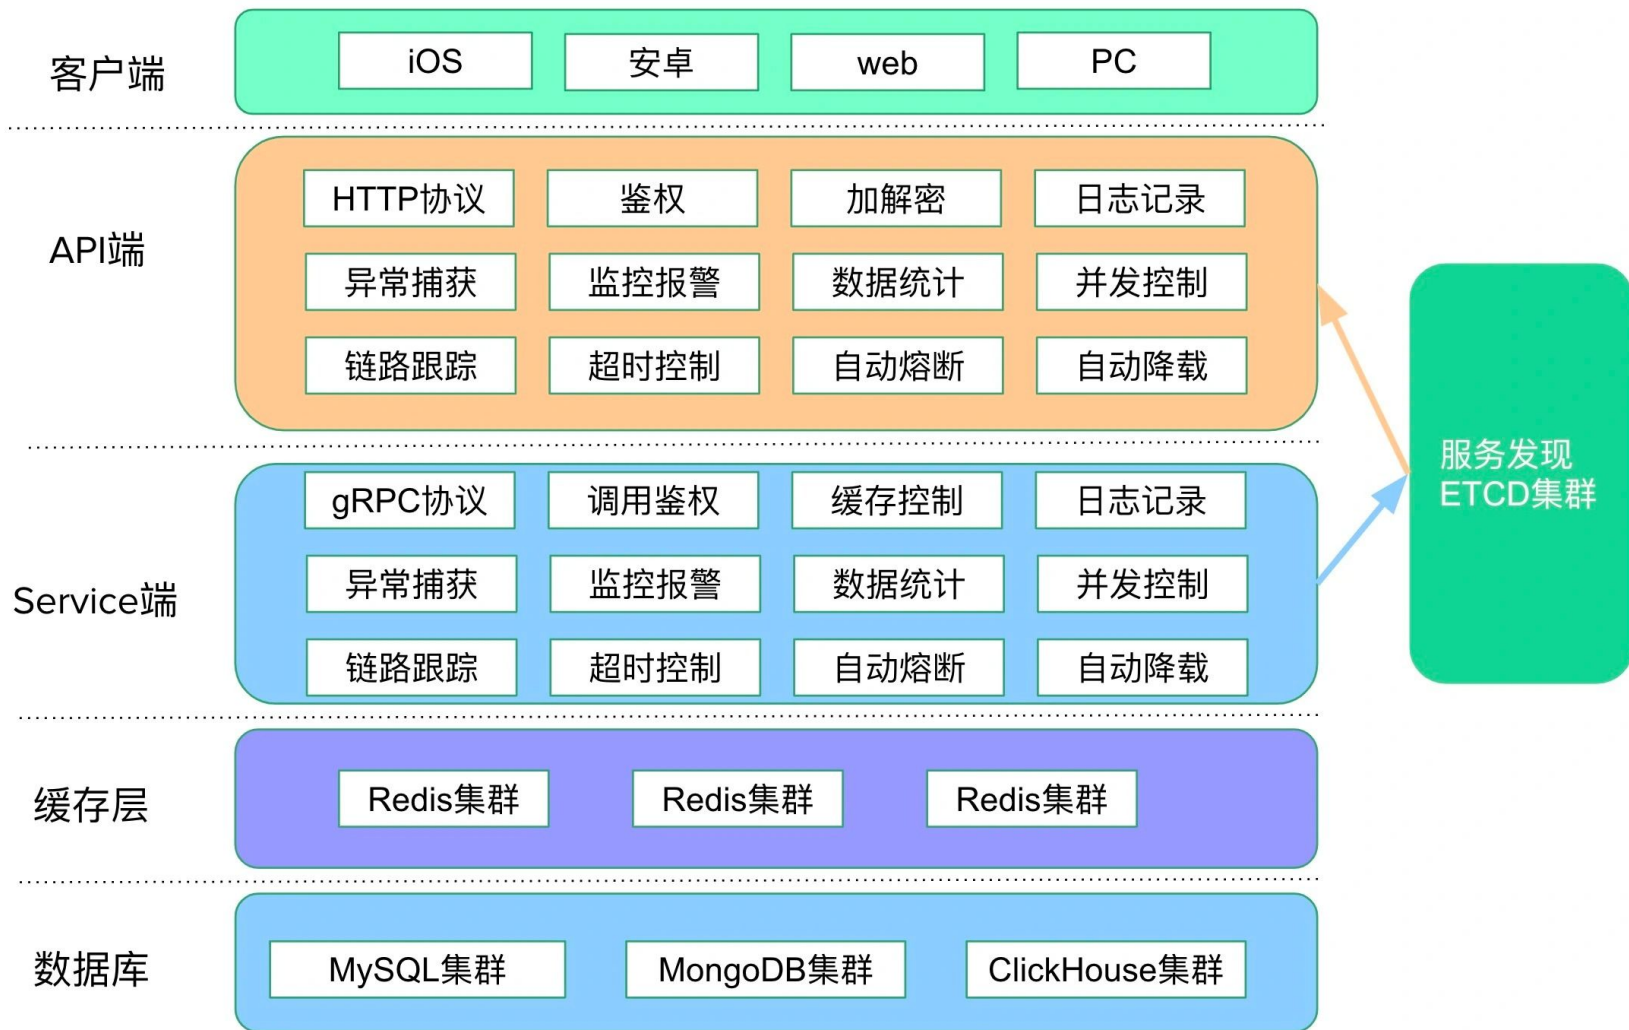 客户端
iOS
安卓
web
PC
API端
HTTP协议
鉴权
加解密
日志记录
异常捕获
监控报警
数据统计
并发控制
链路跟踪
超时控制
自动熔断
自动降载
服务发现
ETCD集群
Service端
gRPC协议
调用鉴权
缓存控制
日志记录
异常捕获
监控报警
数据统计
并发控制
链路跟踪
超时控制
自动熔断
自动降载
缓存层
Redis集群
Redis集群
Redis集群
数据库
MySQL集群
MongoDB集群
ClickHouse集群